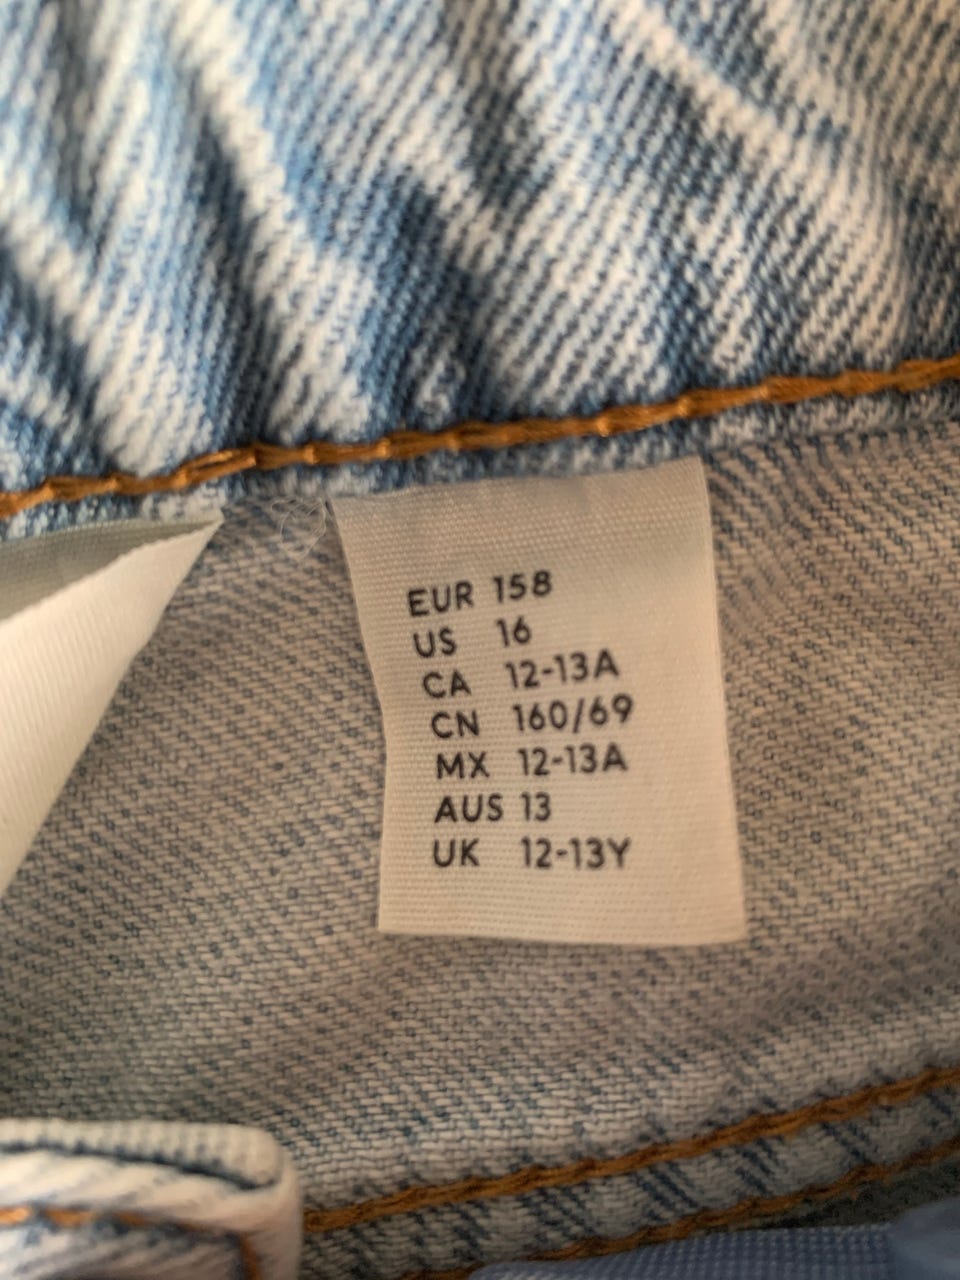 EUR 158
US 16
CA 12-13A
CN 160/69
MX 12-13A
AUS 13
UK 12-13Y